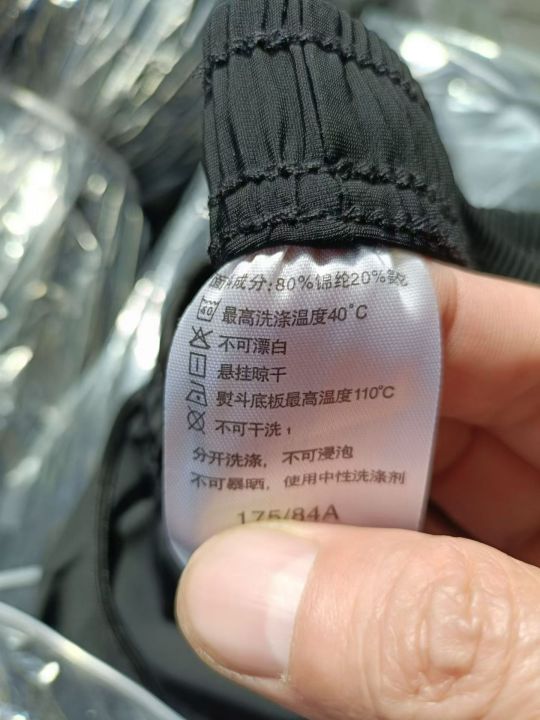 成分:80%锦纶20%氨纶
40
最高洗涤温度40°C
不可漂白
悬挂晾干
熨斗底板最高温度110℃
不可干洗
分开洗涤，不可浸泡
不可暴晒，使用中性洗涤剂
175/84A